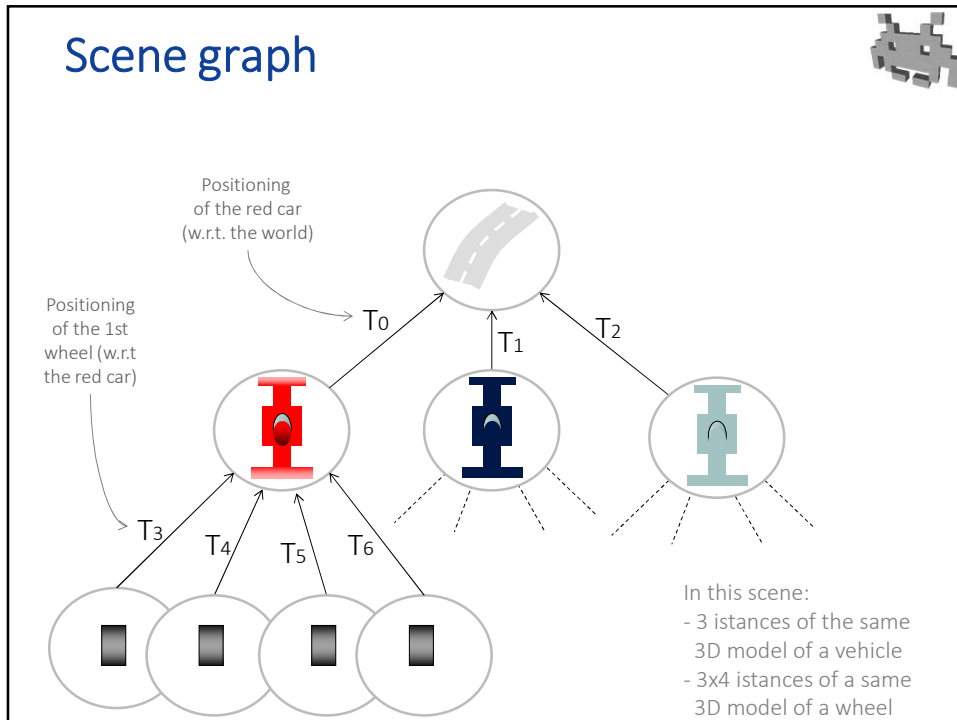 Scene graph
Positioning
of the red car
(w.r.t. the world)
Positioning
of the 1st
wheel (w.r.t
the red car)
T0
T1
T2
T3
T4
T5
T6
In this scene:
- 3 istances of the same
3D model of a vehicle
- 3x4 istances of a same
3D model of a wheel